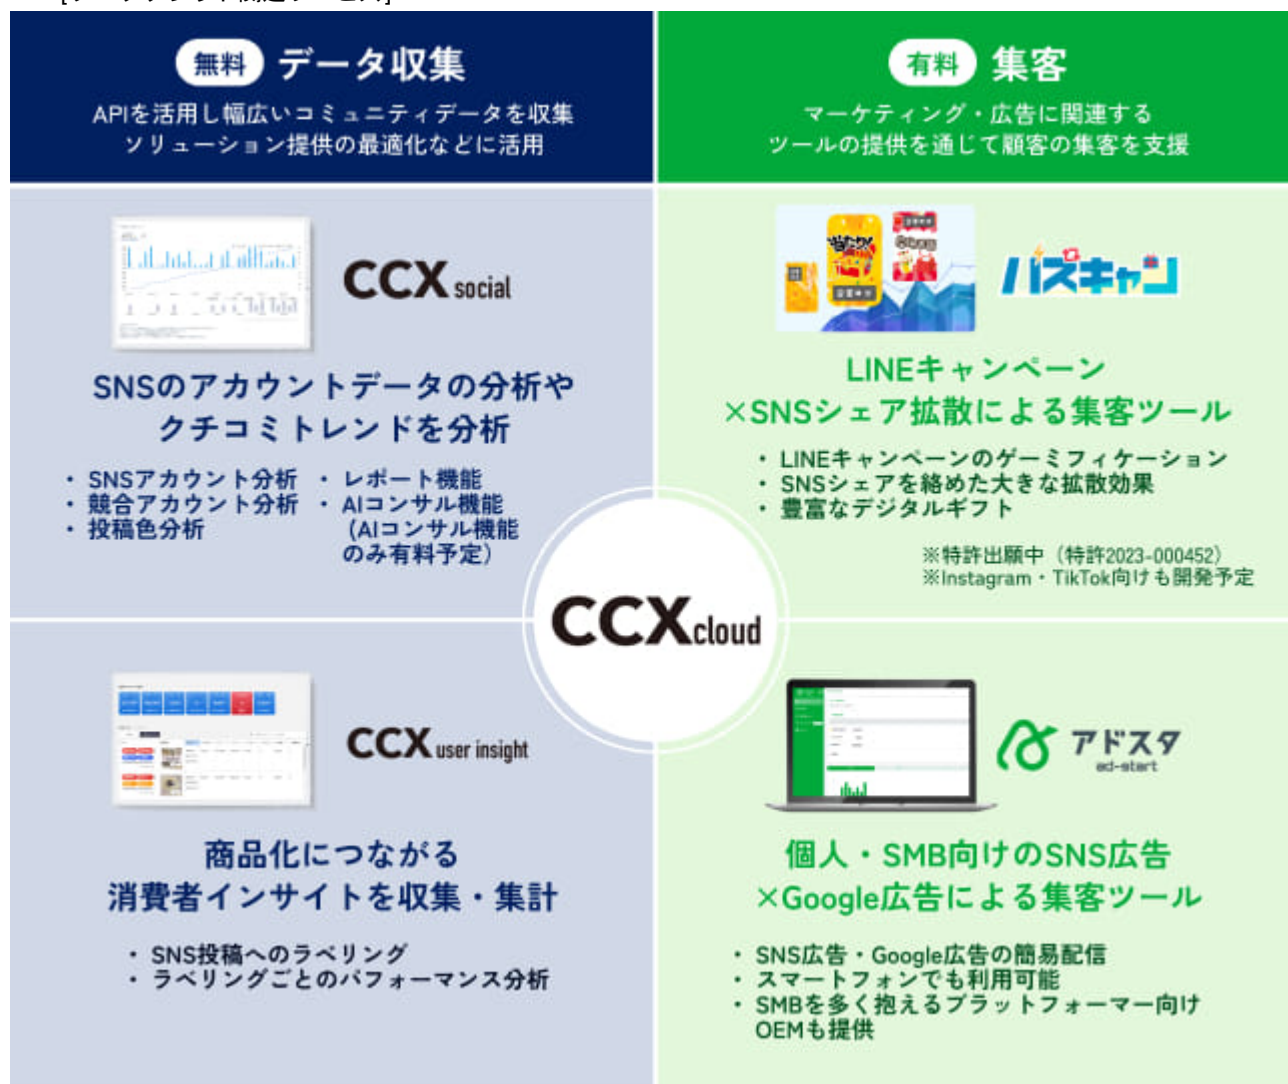 無料 データ収集
APIを活用し幅広いコミュニティデータを収集
ソリューション提供の最適化などに活用
有料 集客
マーケティング・広告に関連する
ツールの提供を通じて顧客の集客を支援
CCX social
SNSのアカウントデータの分析や
クチコミトレンドを分析
・ SNSアカウント分析
・ 競合アカウント分析
・ 投稿色分析
・ レポート機能
・ AIコンサル機能
（AIコンサル機能
のみ有料予定）
当たり!
バズキャン
LINEキャンペーン
×SNSシェア拡散による集客ツール
・ LINEキャンペーンのゲーミフィケーション
・ SNSシェアを絡めた大きな拡散効果
・ 豊富なデジタルギフト
※特許出願中（特許2023-000452）
※Instagram・TikTok向けも開発予定
CCX cloud
CCX user insight
商品化につながる
消費者インサイトを収集・集計
・ SNS投稿へのラベリング
・ ラベリングごとのパフォーマンス分析
アドスタ
ad-start
個人・SMB向けのSNS広告
×Google広告による集客ツール
・ SNS広告・Google広告の簡易配信
・ スマートフォンでも利用可能
・ SMBを多く抱えるプラットフォーマー向け
OEMも提供